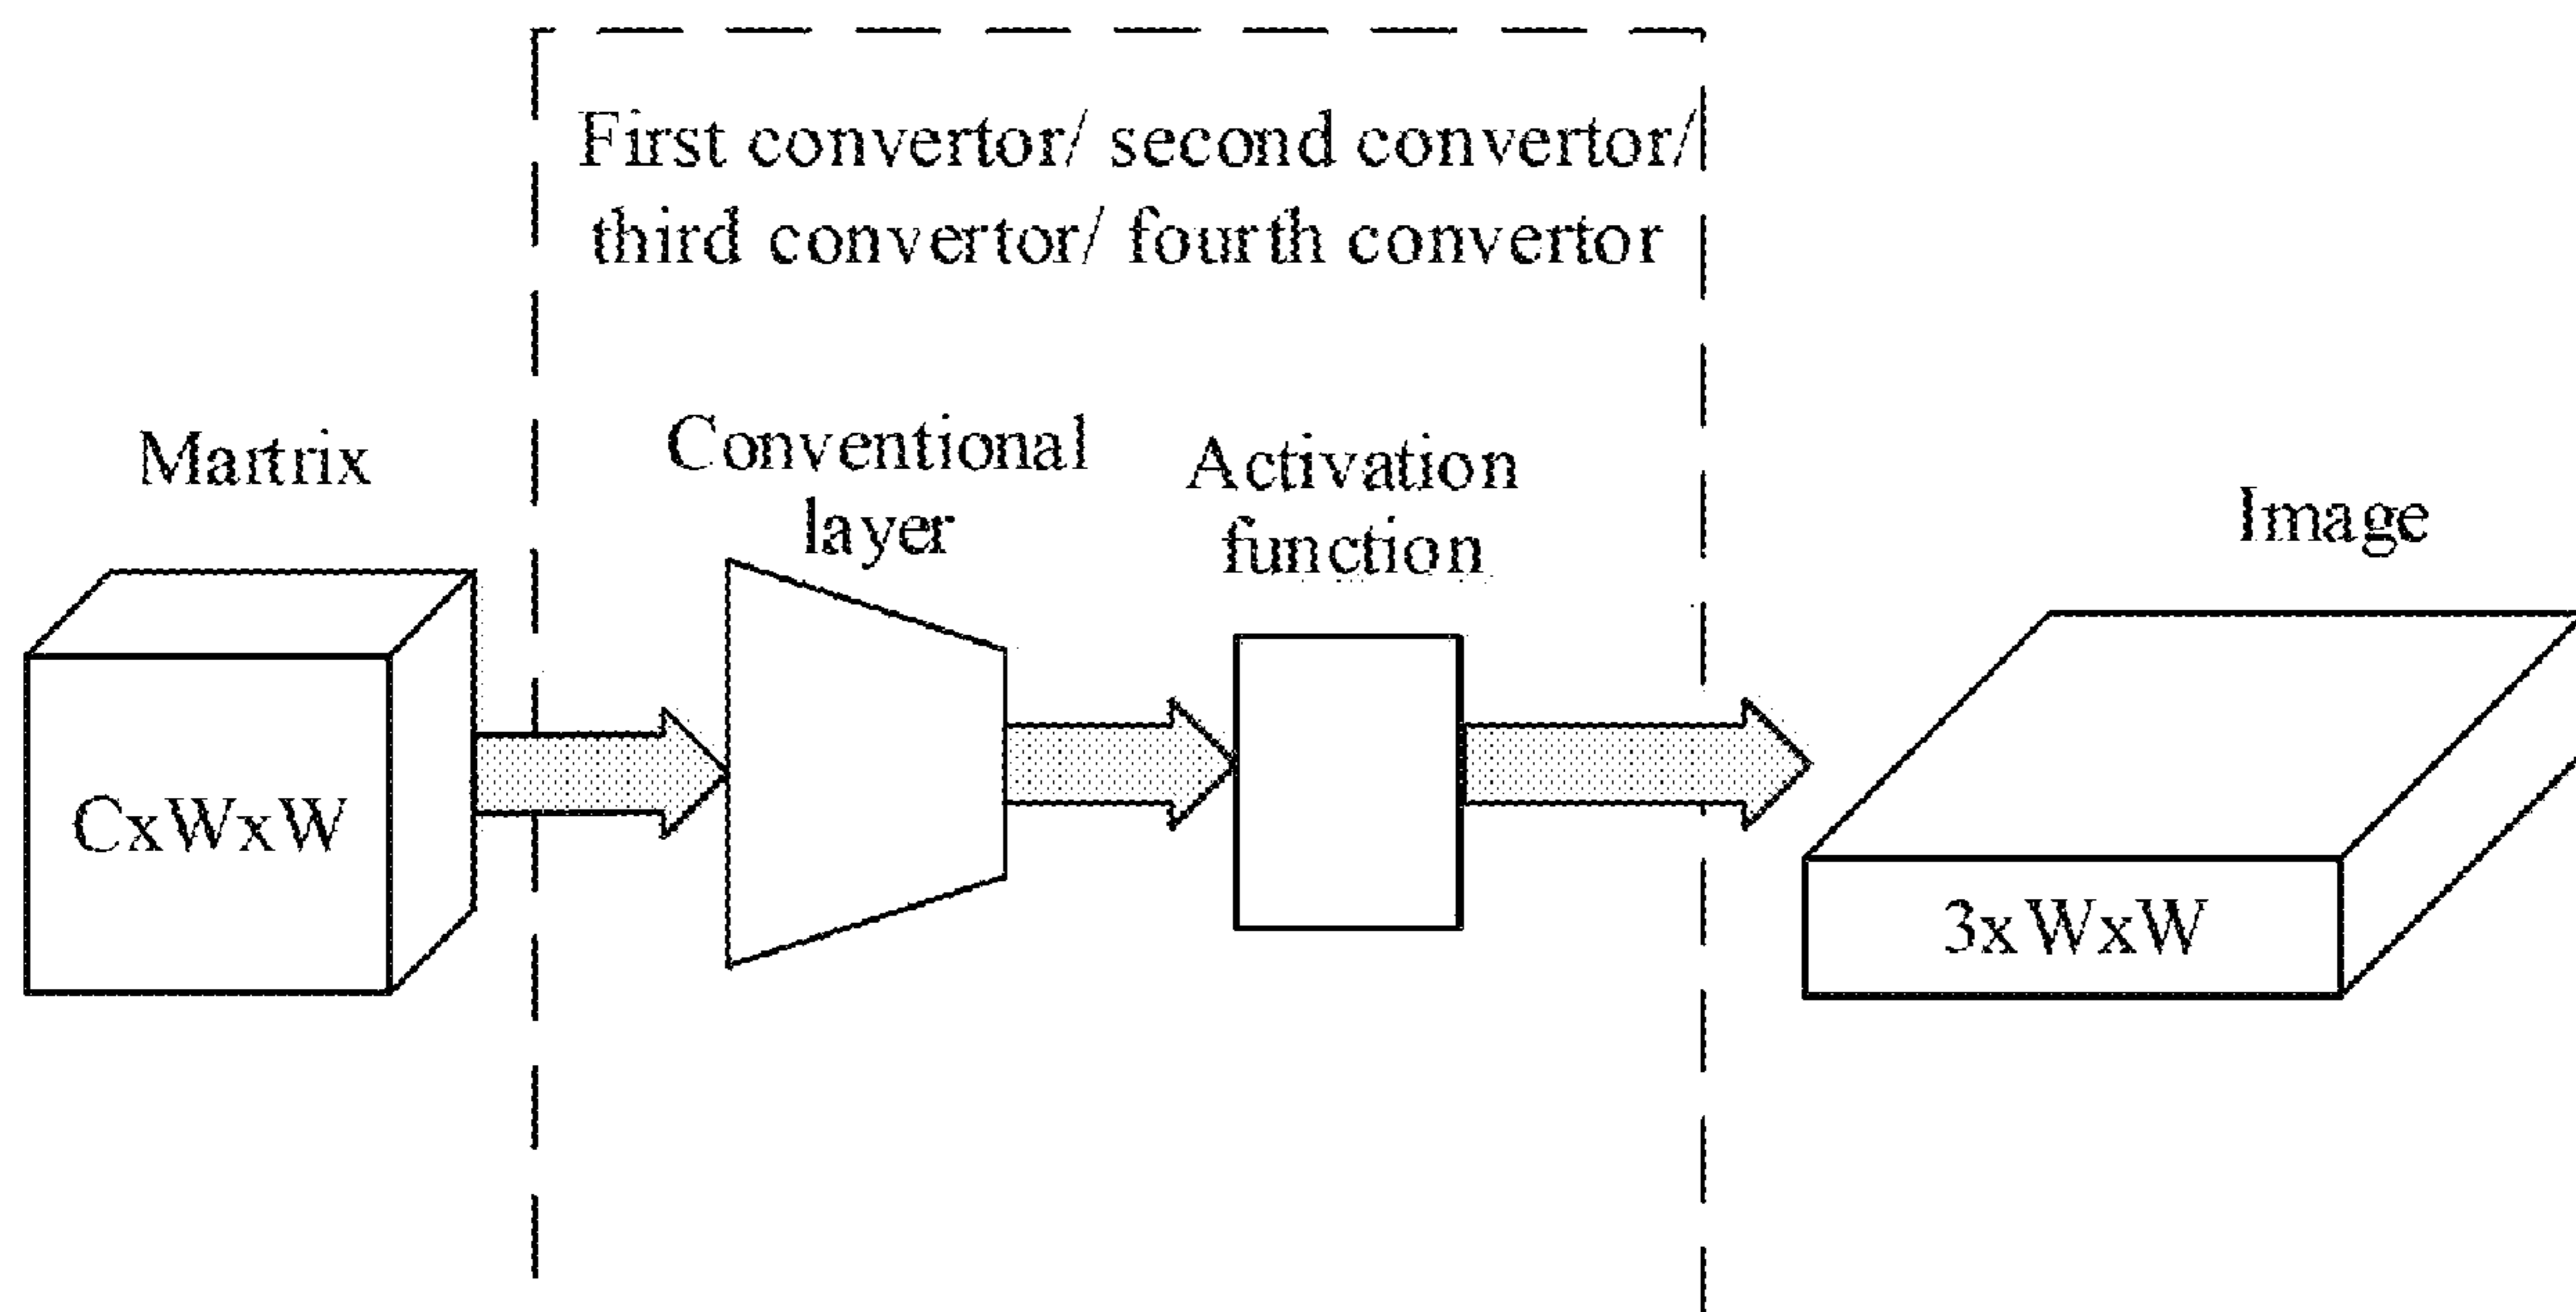 First convertor/ second convertor/
third convertor/ fourth convertor
Martrix
Conventional
layer
Activation
function
Image
CxWxW
3xWxW